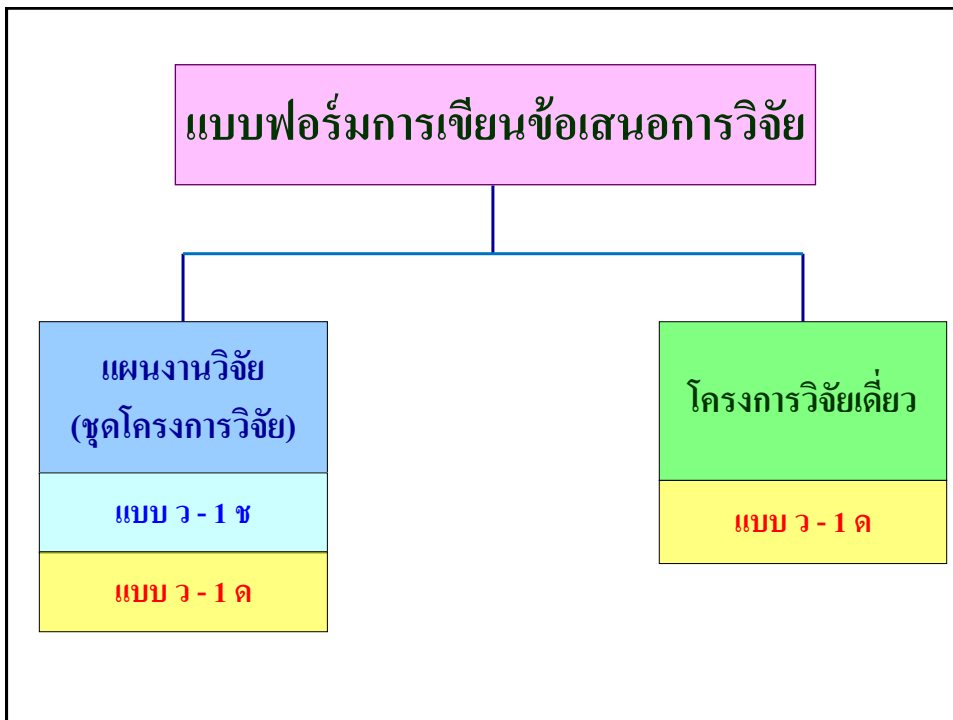 แบบฟอร์มการเขียนข้อเสนอการวิจัย
แผนงานวิจัย
(ชุดโครงการวิจัย)
แบบ ว - 1 ช
แบบ ว - 1 ด
โครงการวิจัยเดี่ยว
แบบ ว - 1 ด